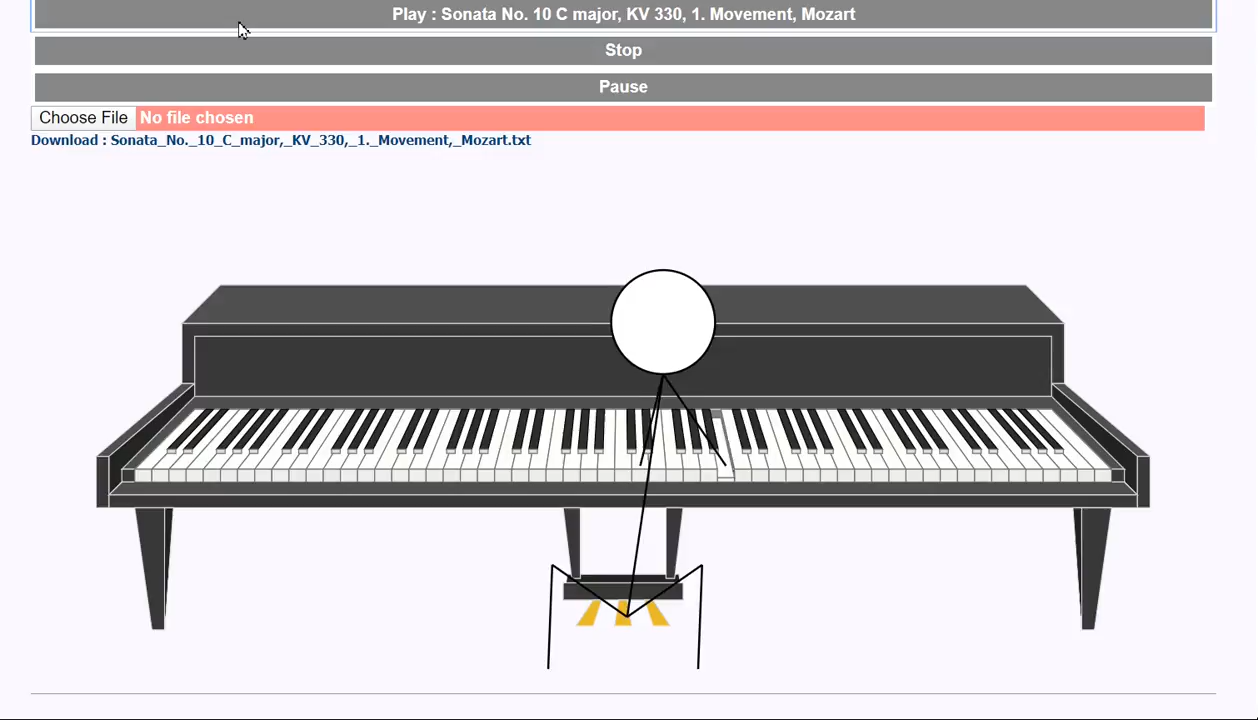 Play : Sonata No. 10 C major, KV 330, 1. Movement, Mozart
Stop
Pause
Choose File No file chosen
Download : Sonata_No._10_C_major,_KV_330,_1._Movement,_Mozart.txt